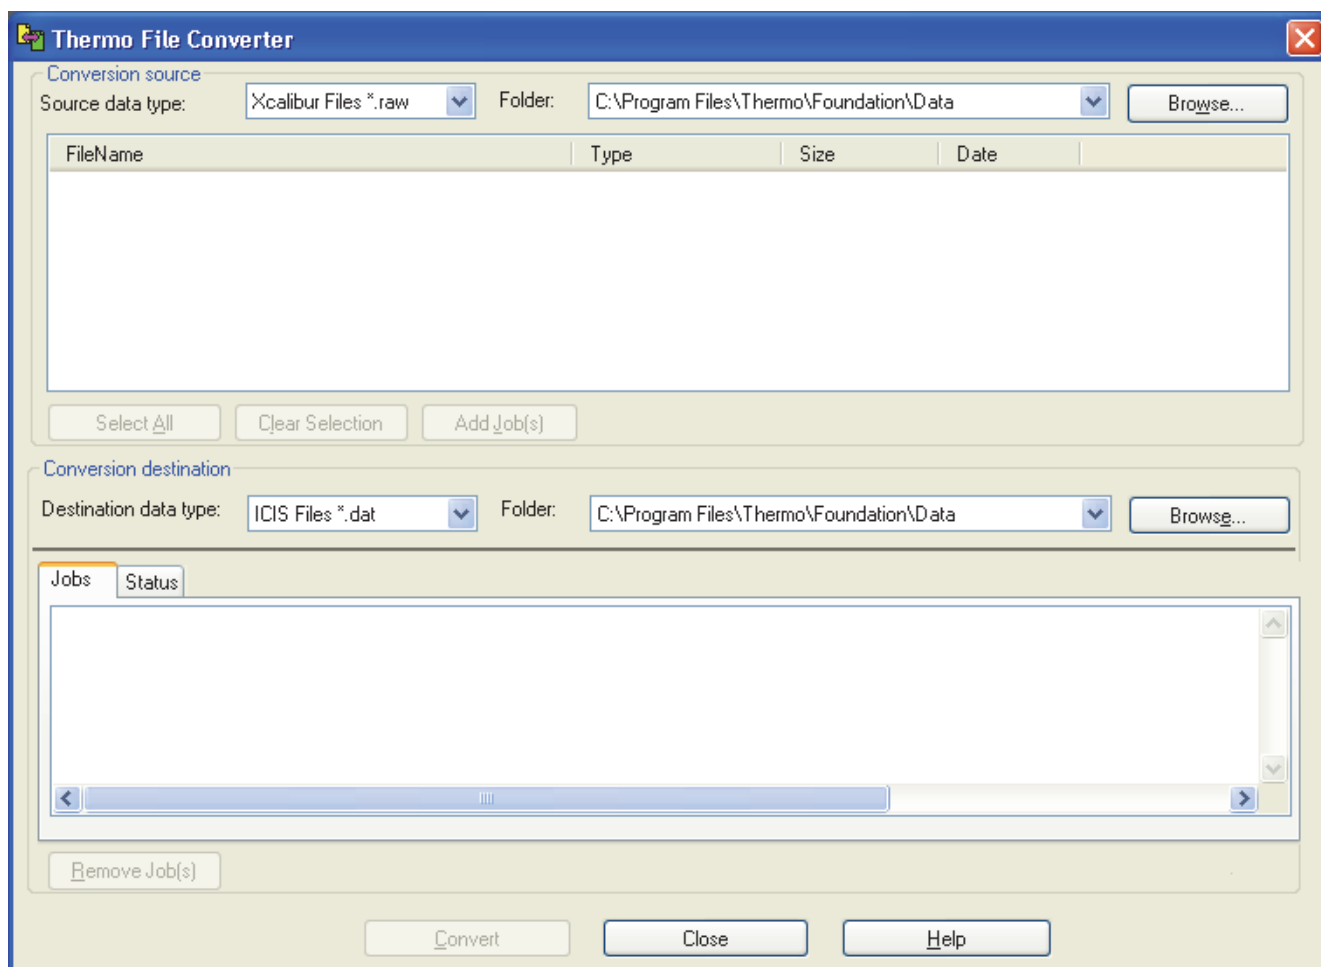 Thermo File Converter
Conversion source
Source data type: Xcalibur Files *.raw Folder: C:\Program Files\Thermo\Foundation\Data Browse...
FileName Type Size Date
Select All Clear Selection Add Job(s)
Conversion destination
Destination data type: ICIS Files *.dat Folder: C:\Program Files\Thermo\Foundation\Data Browse...
Jobs Status
Remove Job(s)
Convert Close Help